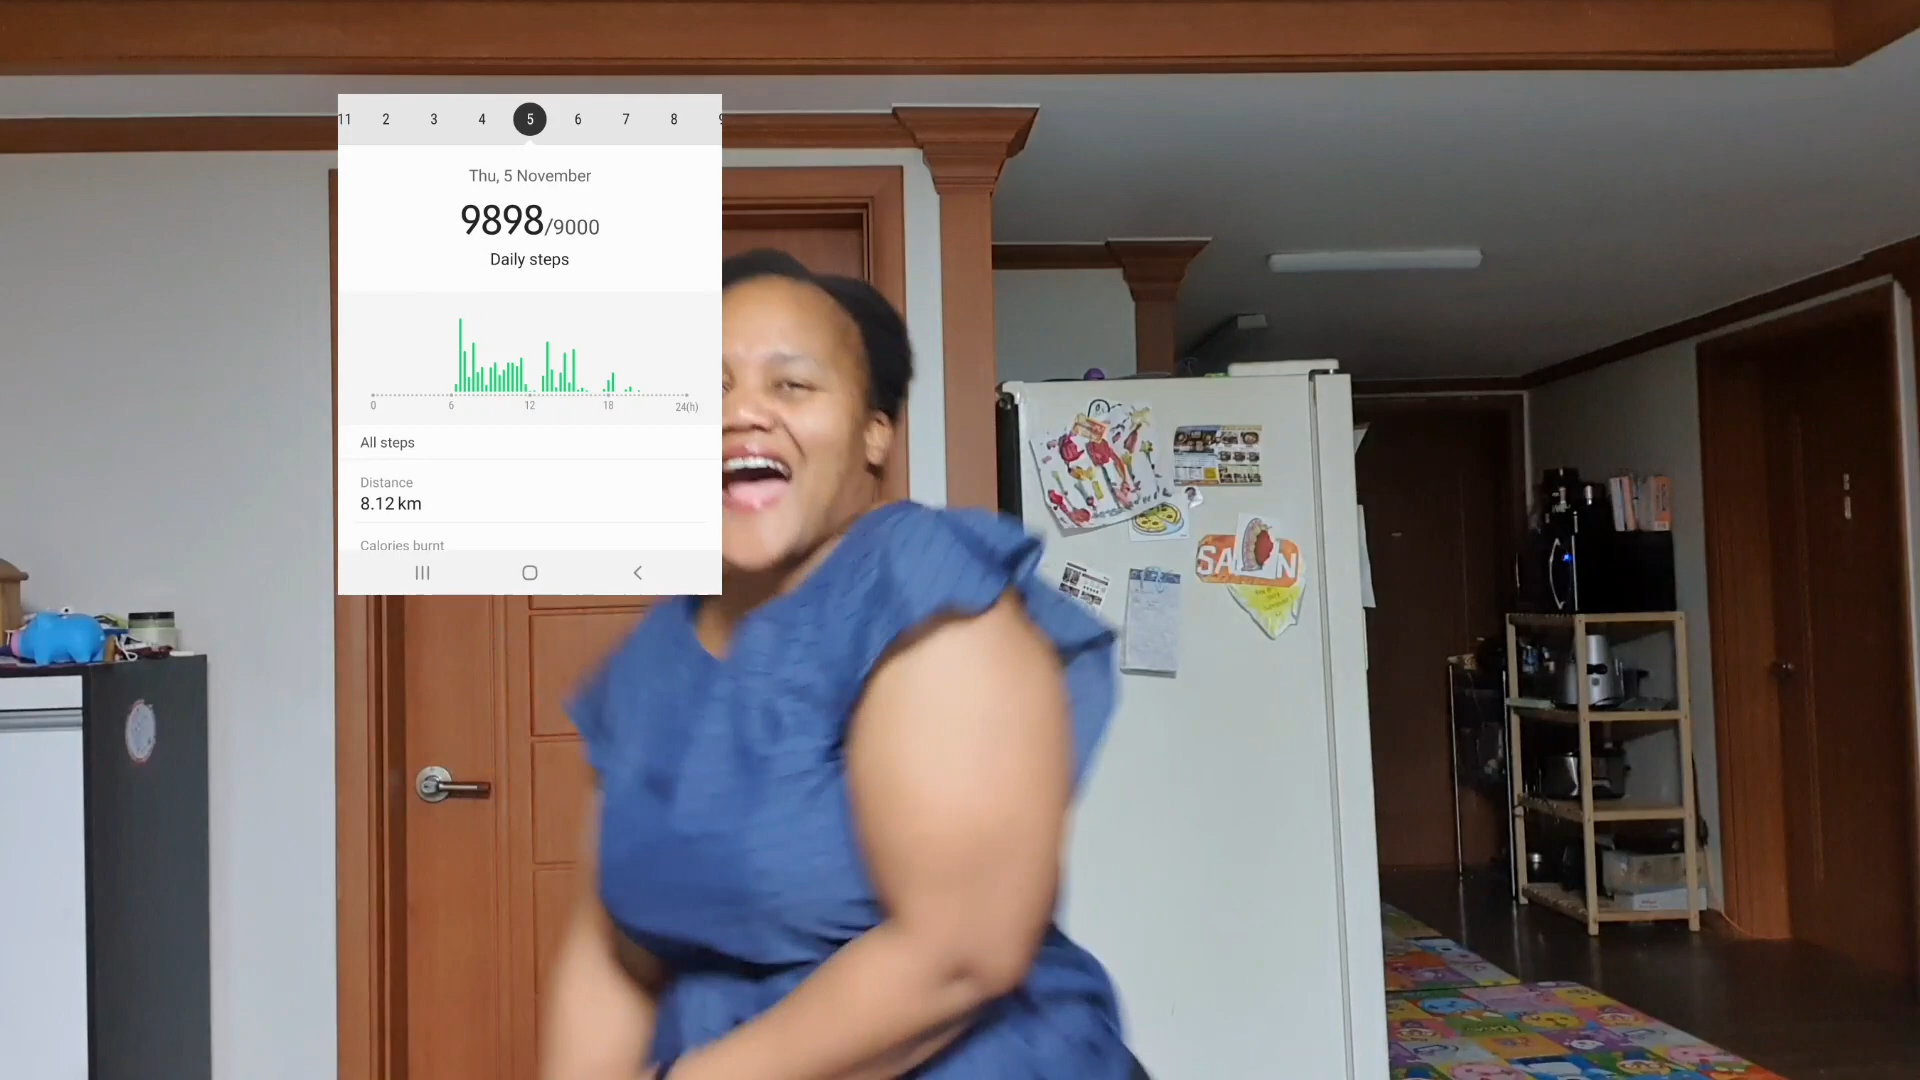 11 2 3 4 5 6 7 8 9
Thu, 5 November
9898/9000
Daily steps
0 6 12 18 24(h)
All steps
Distance
8.12 km
Calories burnt